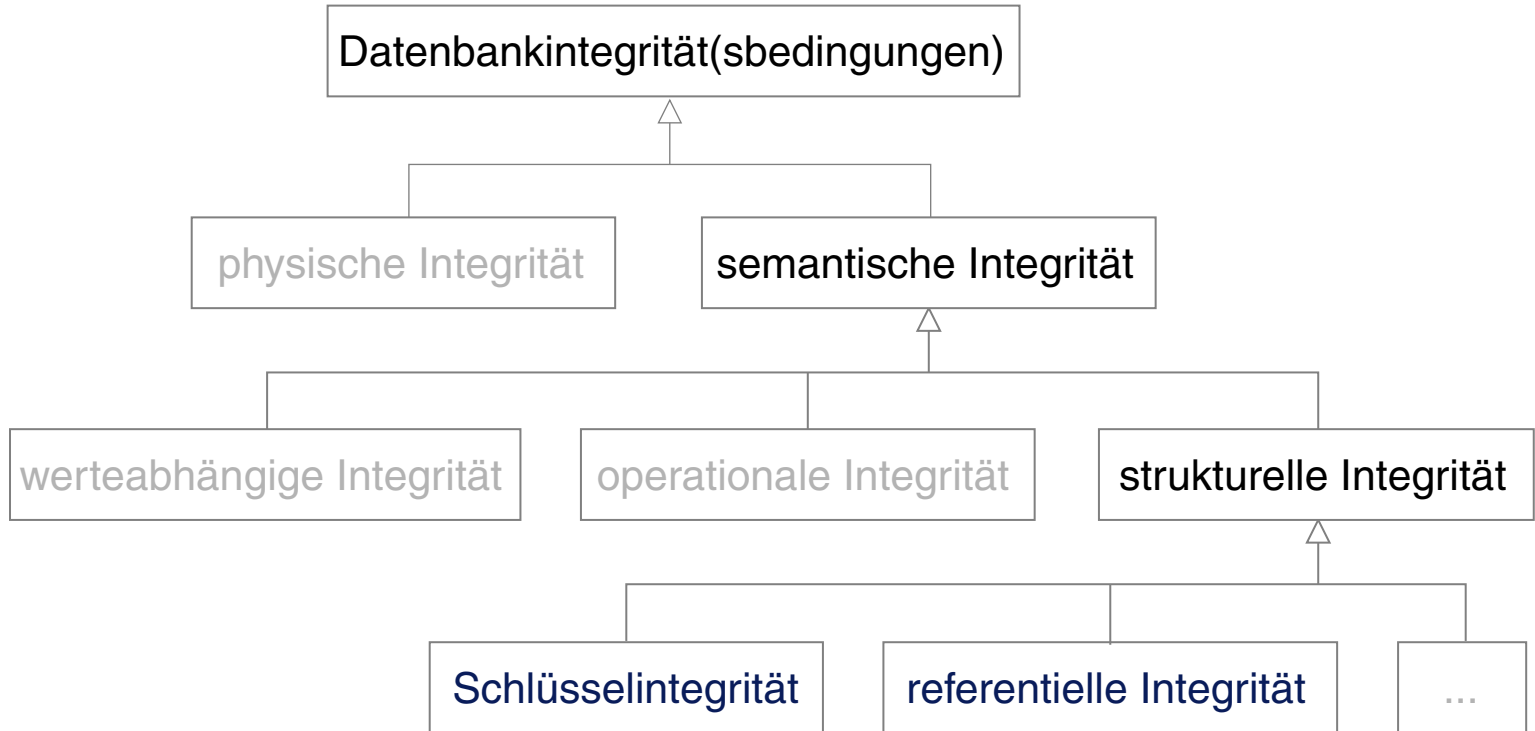 Datenbankintegrität(sbedingungen)
physische Integrität
semantische Integrität
werteabhängige Integrität
operationale Integrität
strukturelle Integrität
Schlüsselintegrität
referentielle Integrität
...